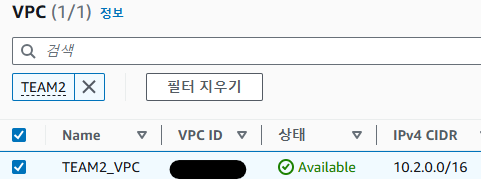 VPC (1/1) 정보
검색
TEAM2 필터 지우기
Name VPC ID 상태 IPv4 CIDR
TEAM2_VPC Available 10.2.0.0/16